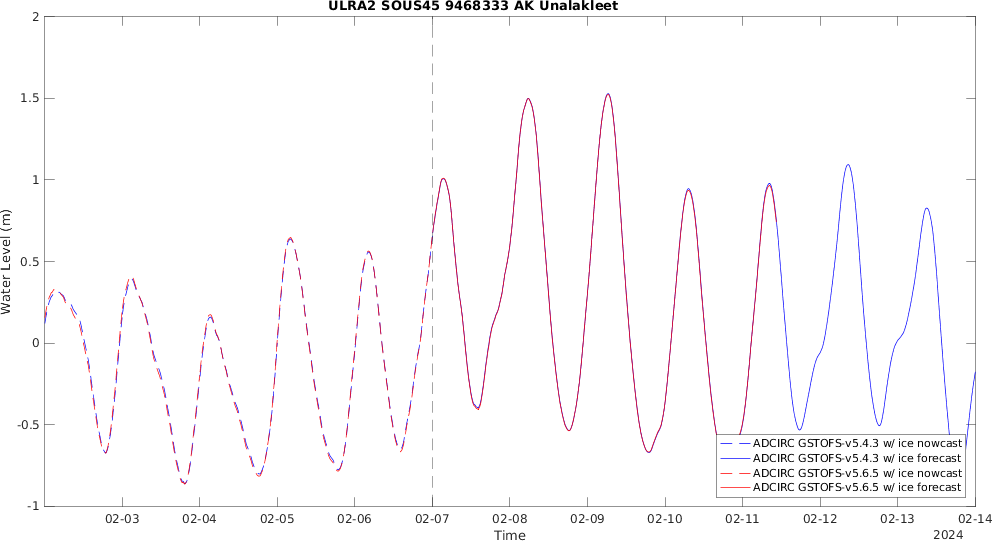 ULRA2 SOUS45 9468333 AK Unalakleet
2
1.5
1
0.5
0
-0.5
-1
Water Level (m)
02-03 02-04 02-05 02-06 02-07 02-08 02-09 02-10 02-11 02-12 02-13 02-14
Time
2024
ADCIRC GSTOFS-v5.4.3 w/ ice nowcast
ADCIRC GSTOFS-v5.4.3 w/ ice forecast
ADCIRC GSTOFS-v5.6.5 w/ ice nowcast
ADCIRC GSTOFS-v5.6.5 w/ ice forecast